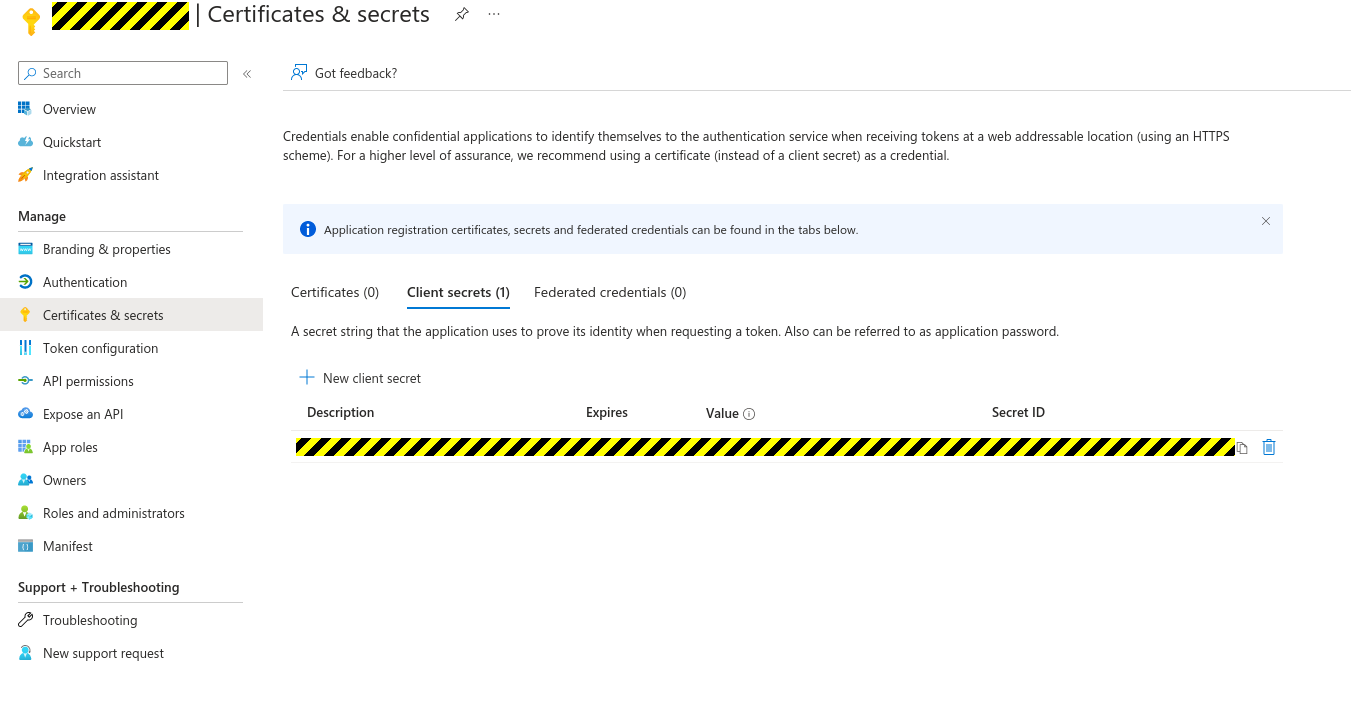 | Certificates & secrets
Search
Overview
Quickstart
Integration assistant
Manage
Branding & properties
Authentication
Certificates & secrets
Token configuration
API permissions
Expose an API
App roles
Owners
Roles and administrators
Manifest
Support + Troubleshooting
Troubleshooting
New support request
Got feedback?
Credentials enable confidential applications to identify themselves to the authentication service when receiving tokens at a web addressable location (using an HTTPS
scheme). For a higher level of assurance, we recommend using a certificate (instead of a client secret) as a credential.
Application registration certificates, secrets and federated credentials can be found in the tabs below.
Certificates (0) Client secrets (1) Federated credentials (0)
A secret string that the application uses to prove its identity when requesting a token. Also can be referred to as application password.
New client secret
Description Expires Value Secret ID